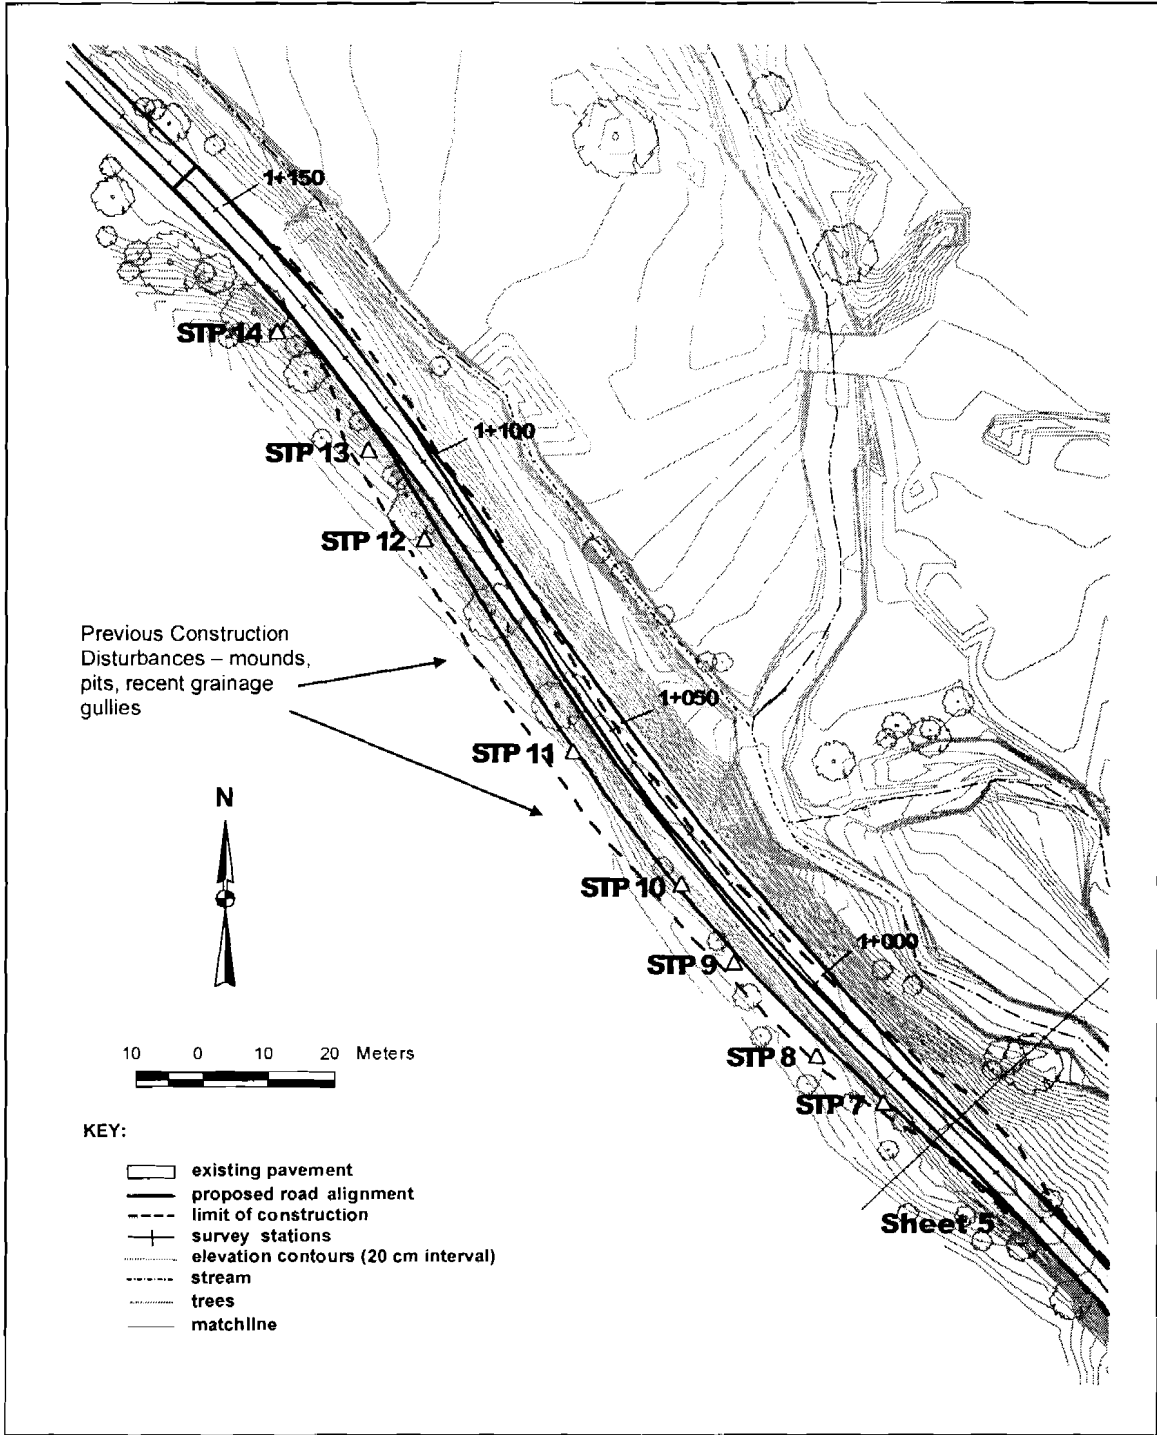 1+150
STP 14
1+100
STP 13
STP 12
Previous Construction
Disturbances – mounds,
pits, recent grainage
gullies
1+050
STP 11
N
STP 10
1+000
STP 9
10 0 10 20 Meters
STP 8
STP 7
KEY:
existing pavement
proposed road alignment
limit of construction
survey stations
elevation contours (20 cm interval)
stream
trees
matchline
Sheet 5